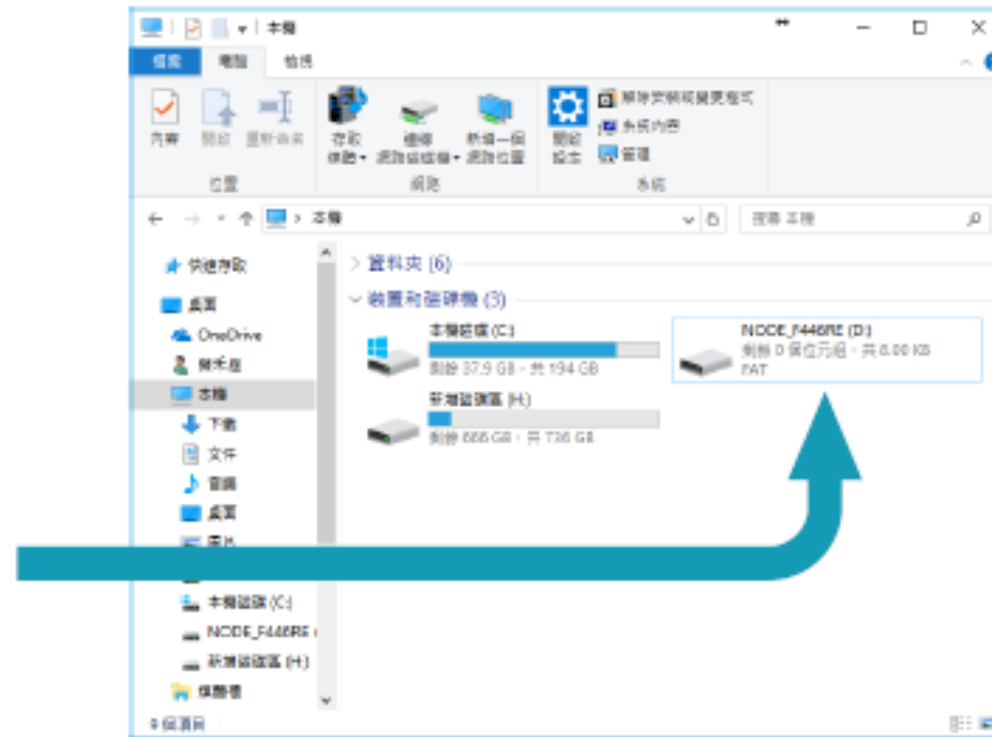 本機
檔案 電腦 檢視
內容 開啟 重新命名 存取 連線 新增一個 開啟 解除安裝或變更程式
媒體 網路磁碟機 網路位置 設定 系統內容
管理
位置 網路 系統
本機 搜尋 本機
快速存取
桌面
OneDrive
本機
下載
文件
音樂
桌面
圖片
本機磁碟 (C:)
NODE_F446RE
新增磁碟區 (H:)
媒體櫃
9 個項目
資料夾 (6)
裝置和磁碟機 (3)
本機磁碟 (C:)
剩餘 37.9 GB，共 194 GB
新增磁碟區 (H:)
剩餘 666 GB，共 736 GB
NODE_F446RE (D:)
剩餘 0 個位元組，共 8.00 KB
FAT